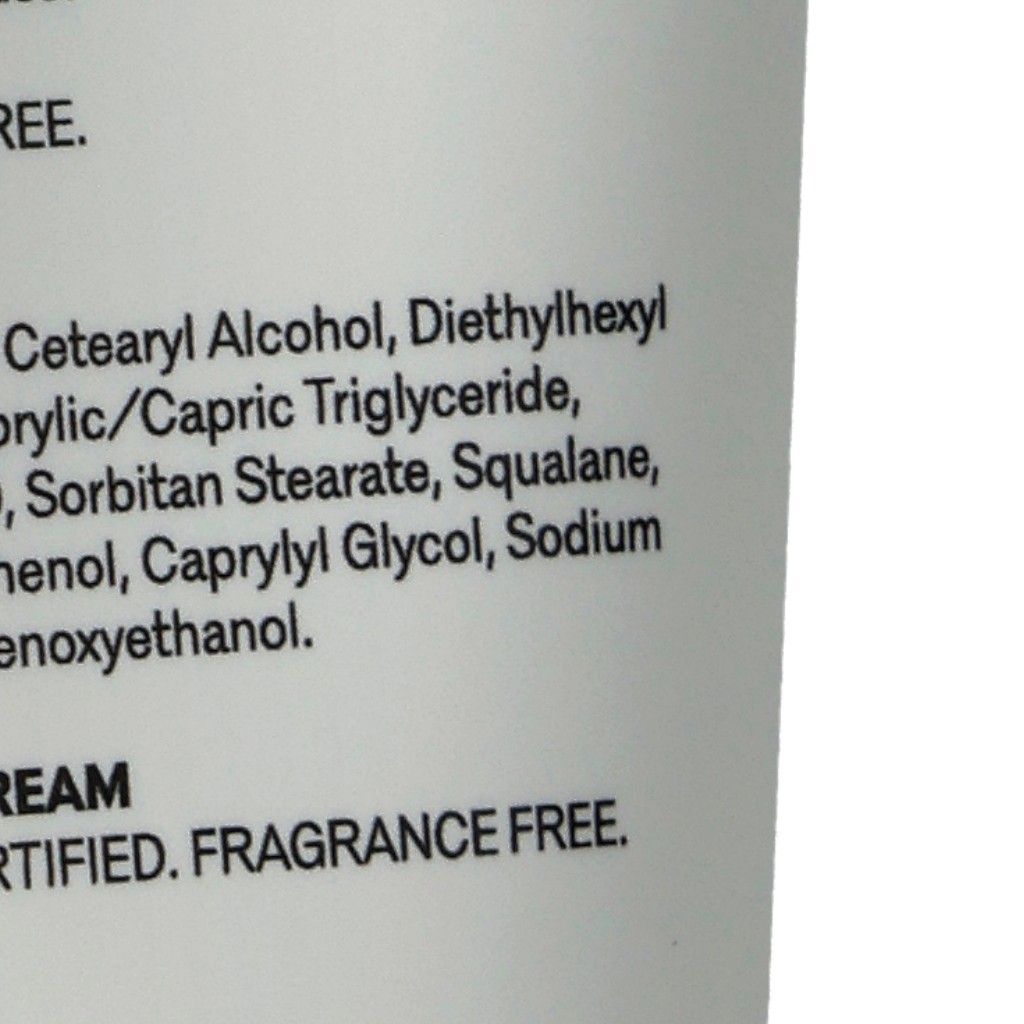 REE.
Cetearyl Alcohol, Diethylhexyl
prylic/Capric Triglyceride,
, Sorbitan Stearate, Squalane,
henol, Caprylyl Glycol, Sodium
enoxyethanol.
REAM
RTIFIED. FRAGRANCE FREE.